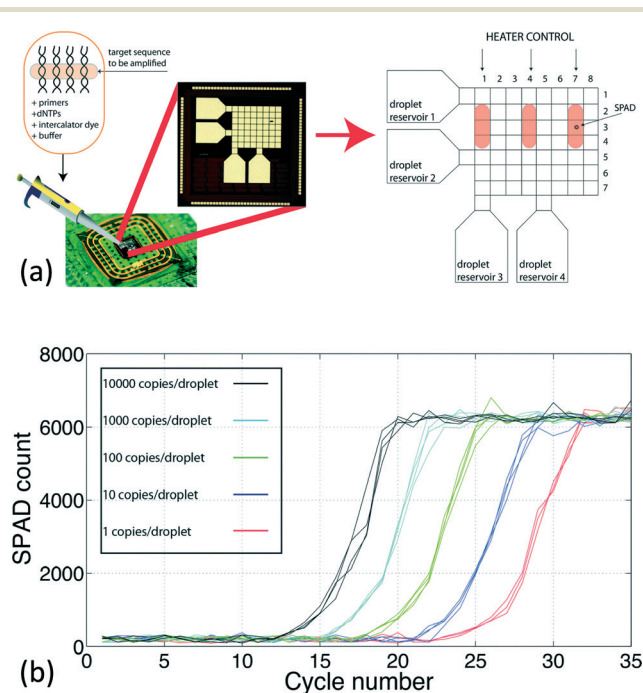 target sequence
to be amplified
+ primers
+dNTPs
+ intercalator dye
+ buffer
(a)
HEATER CONTROL
1 2 3 4 5 6 7 8
droplet
reservoir 1
droplet
reservoir 2
1
2
3
4
5
6
7
SPAD
droplet
reservoir 3
droplet
reservoir 4
8000
6000
4000
2000
0
SPAD count
10000 copies/droplet
1000 copies/droplet
100 copies/droplet
10 copies/droplet
1 copies/droplet
0 5 10 15 20 25 30 35
Cycle number
(b)